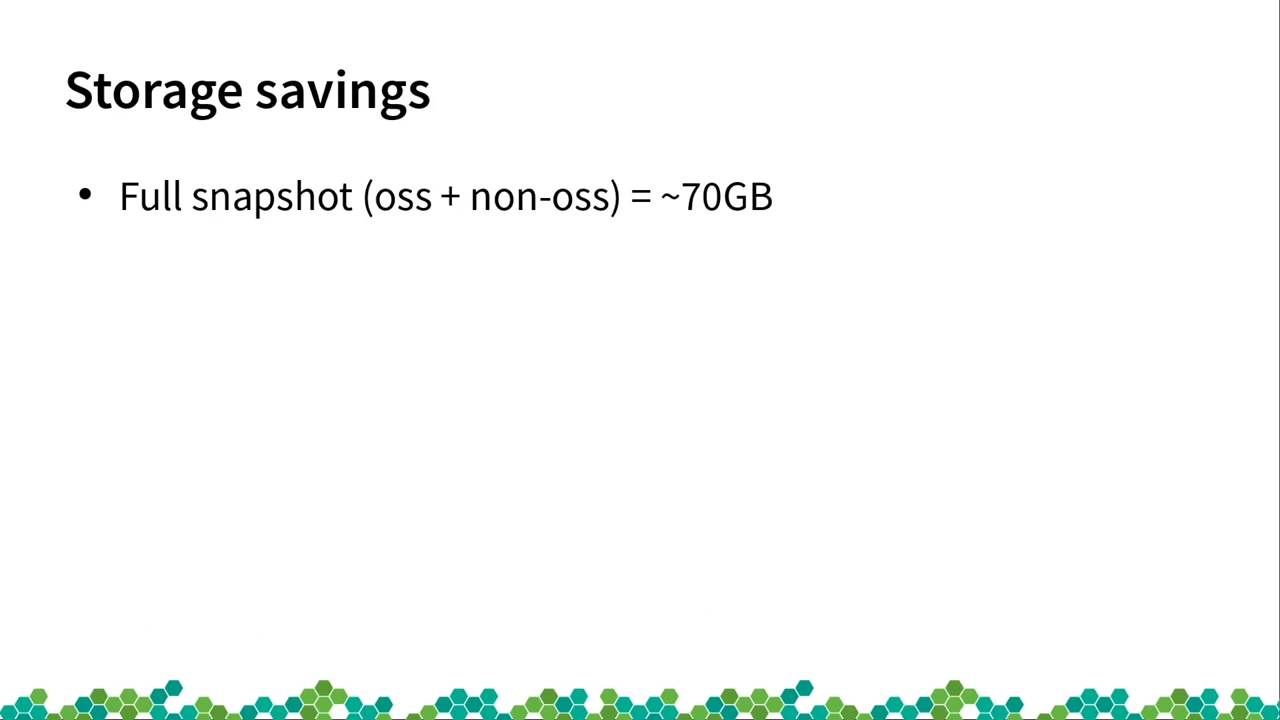 Storage savings
• Full snapshot (oss + non-oss) = ~70GB